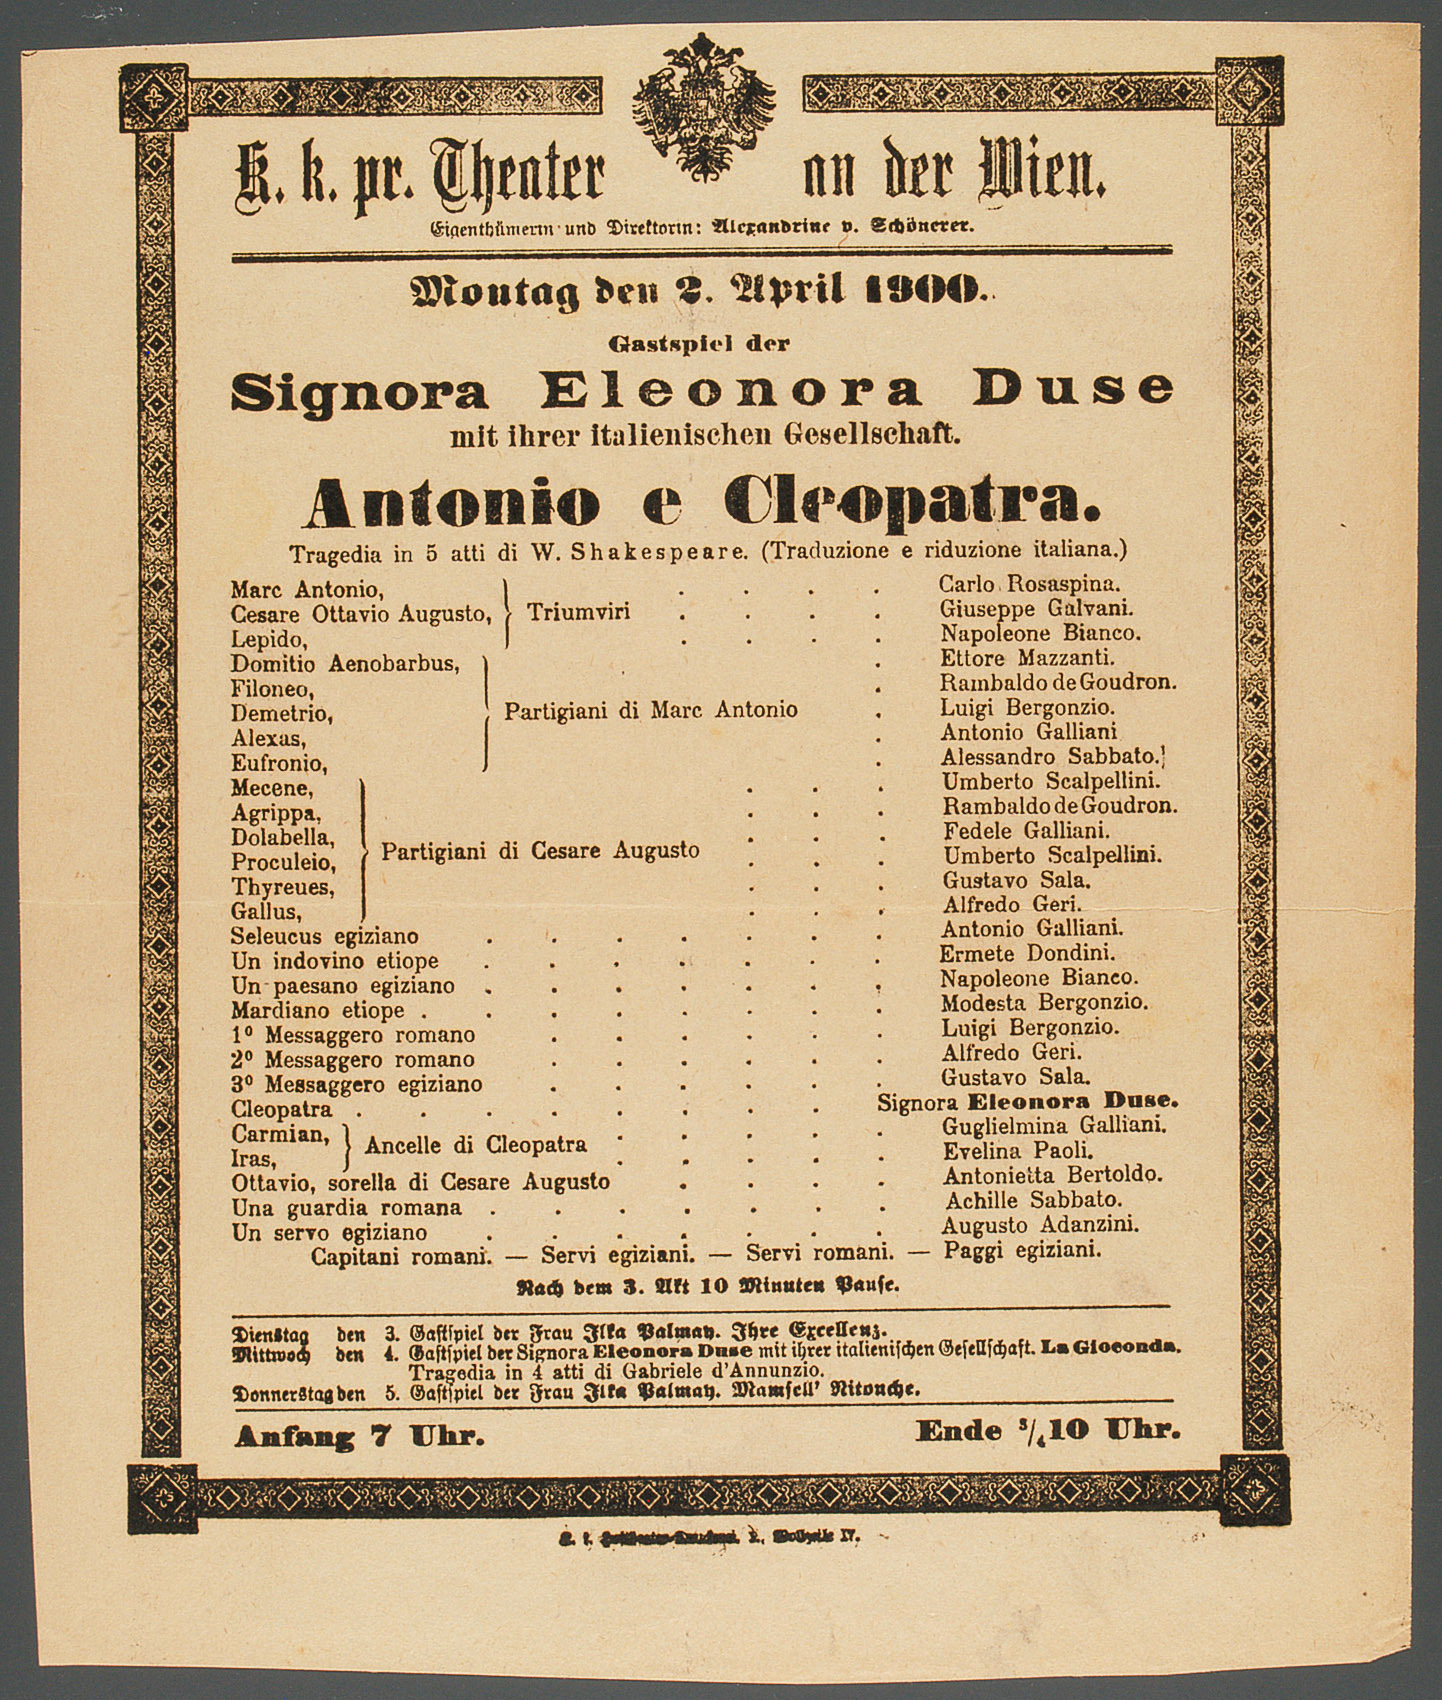 K. k. pr. Theater an der Wien.
Eigenthümerin und Direktorin: Alexandrine v. Schönerer.
Montag den 2. April 1900.
Gastspiel der
Signora Eleonora Duse
mit ihrer italienischen Gesellschaft.
Antonio e Cleopatra.
Tragedia in 5 atti di W. Shakespeare. (Traduzione e riduzione italiana.)
Marc Antonio, . . . . Carlo Rosaspina.
Cesare Ottavio Augusto, } Triumviri . . . . Giuseppe Galvani.
Lepido, . . . . Napoleone Bianco.
Domitio Aenobarbus, . Ettore Mazzanti.
Filoneo, . Rambaldo de Goudron.
Demetrio, } Partigiani di Marc Antonio . Luigi Bergonzio.
Alexas, . Antonio Galliani
Eufronio, . Alessandro Sabbato.
Mecene, . . . Umberto Scalpellini.
Agrippa, . . . Rambaldo de Goudron.
Dolabella, . . . Fedele Galliani.
Proculeio, } Partigiani di Cesare Augusto . . . Umberto Scalpellini.
Thyreues, . . . Gustavo Sala.
Gallus, . . . Alfredo Geri.
Seleucus egiziano . . . . . . . Antonio Galliani.
Un indovino etiope . . . . . . . Ermete Dondini.
Un paesano egiziano . . . . . . . Napoleone Bianco.
Mardiano etiope . . . . . . . . Modesta Bergonzio.
1º Messaggero romano . . . . . . Luigi Bergonzio.
2º Messaggero romano . . . . . . Alfredo Geri.
3º Messaggero egiziano . . . . . . Gustavo Sala.
Cleopatra . . . . . . . . Signora Eleonora Duse.
Carmian, } Ancelle di Cleopatra . . . . . Guglielmina Galliani.
Iras, . . . . . Evelina Paoli.
Ottavio, sorella di Cesare Augusto . . . . Antonietta Bertoldo.
Una guardia romana . . . . . . . Achille Sabbato.
Un servo egiziano . . . . . . . Augusto Adanzini.
Capitani romani. — Servi egiziani. — Servi romani. — Paggi egiziani.
Nach dem 3. Akt 10 Minuten Pause.
Dienstag den 3. Gastspiel der Frau Ilka Palmay. Ihre Excellenz.
Mittwoch den 4. Gastspiel der Signora Eleonora Duse mit ihrer italienischen Gesellschaft. La Gioconda.
Tragedia in 4 atti di Gabriele d'Annunzio.
Donnerstag den 5. Gastspiel der Frau Ilka Palmay. Mamsell' Nitouche.
Anfang 7 Uhr. Ende 3/4 10 Uhr.